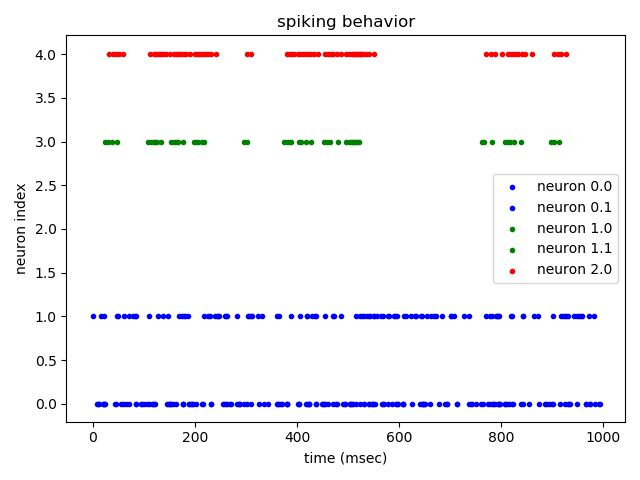 spiking behavior
4.0
3.5
3.0
2.5
2.0
1.5
1.0
0.5
0.0
neuron index
neuron 0.0
neuron 0.1
neuron 1.0
neuron 1.1
neuron 2.0
0 200 400 600 800 1000
time (msec)